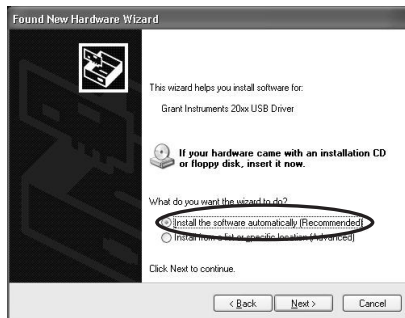 Found New Hardware Wizard
This wizard helps you install software for:
Grant Instruments 20xx USB Driver
If your hardware came with an installation CD
or floppy disk, insert it now.
What do you want the wizard to do?
Install the software automatically (Recommended)
Install from a list or specific location (Advanced)
Click Next to continue.
< Back
Next >
Cancel